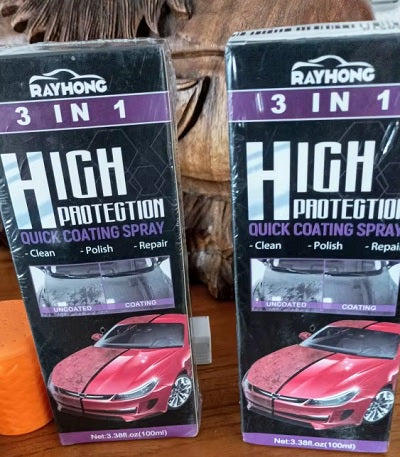 RAYHONG
3 IN 1
HIGH
PROTECTION
QUICK COATING SPRAY
- Clean - Polish - Repair
UNCOATED COATING
Net:3.38fl.oz(100ml)
RAYHONG
3 IN 1
HIGH
PROTECTION
QUICK COATING SPRAY
- Clean - Polish - Repair
UNCOATED COATING
Net:3.38fl.oz(100ml)